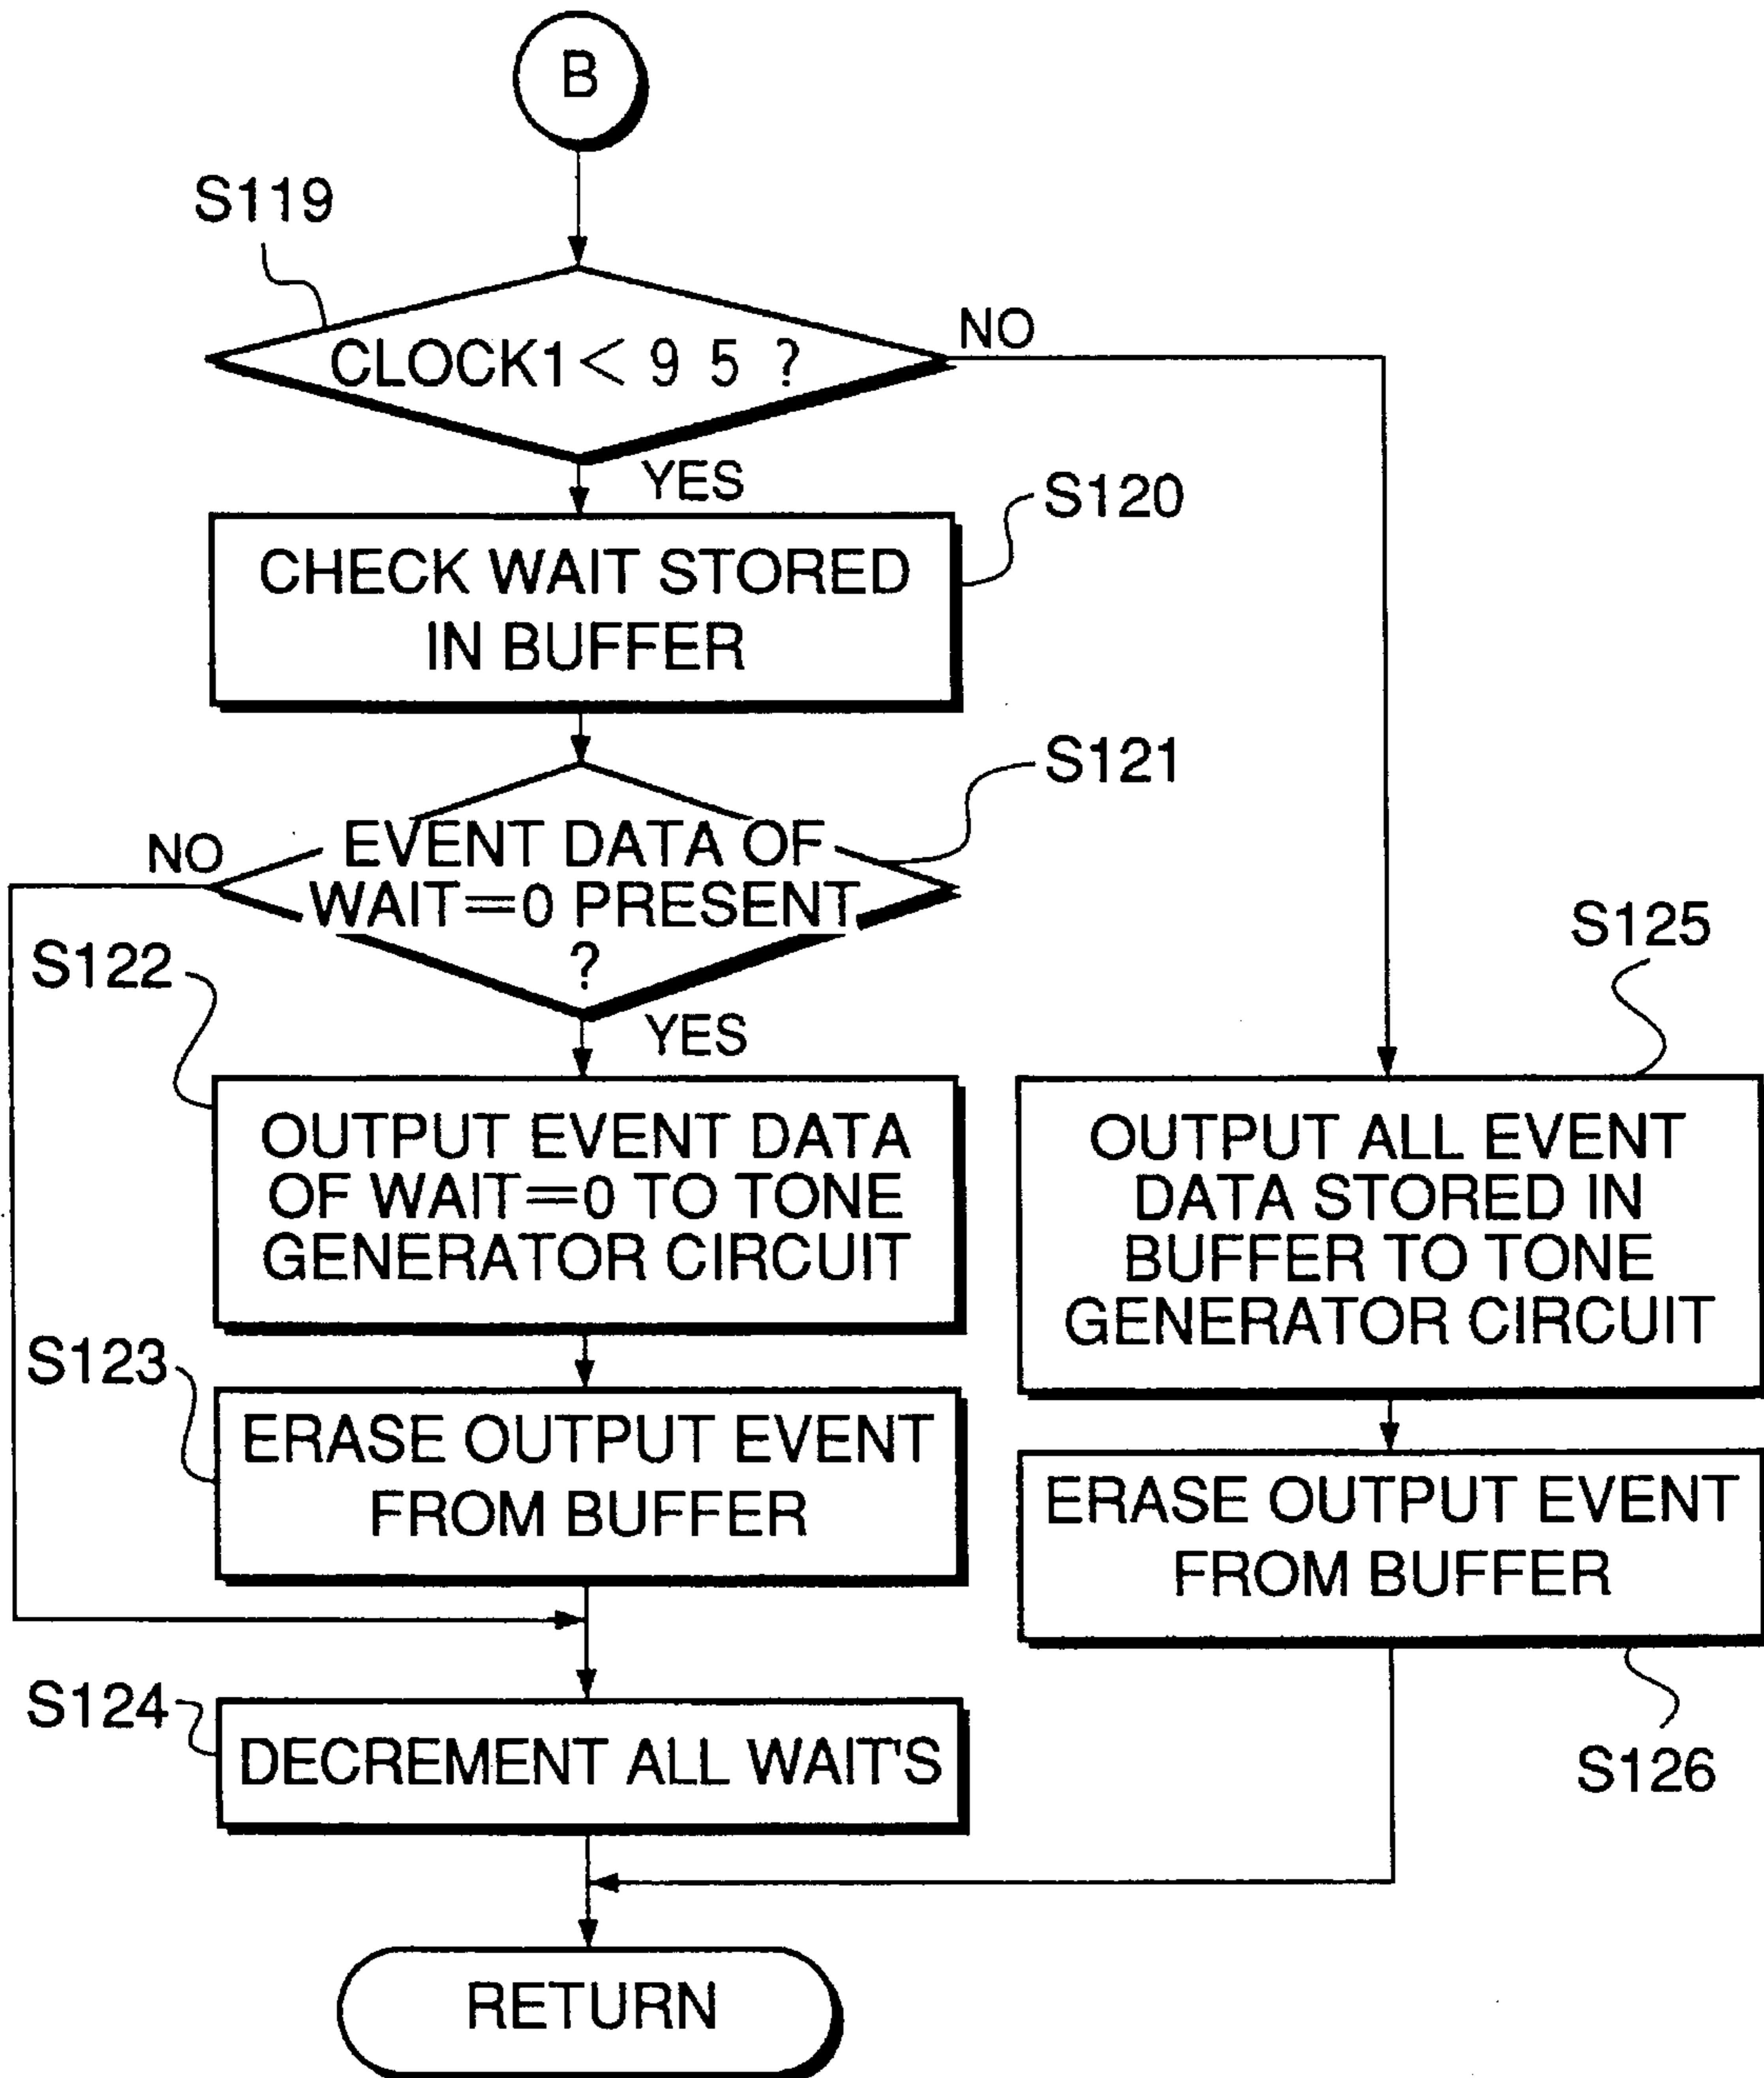 B
S119
CLOCK1 < 9 5 ?
NO
YES
S120
CHECK WAIT STORED
IN BUFFER
S121
EVENT DATA OF
WAIT=0 PRESENT
?
NO
YES
S122
OUTPUT EVENT DATA
OF WAIT=0 TO TONE
GENERATOR CIRCUIT
S125
OUTPUT ALL EVENT
DATA STORED IN
BUFFER TO TONE
GENERATOR CIRCUIT
S123
ERASE OUTPUT EVENT
FROM BUFFER
ERASE OUTPUT EVENT
FROM BUFFER
S126
S124
DECREMENT ALL WAIT'S
RETURN